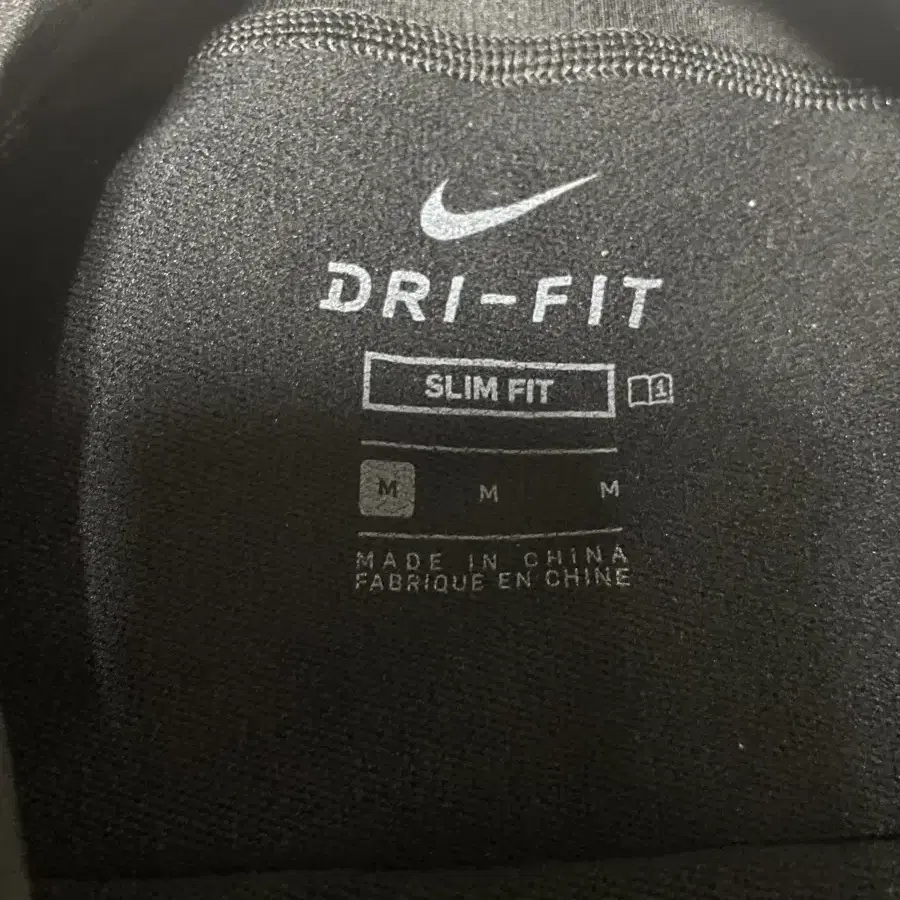 DRI-FIT
SLIM FIT 1
M M M
MADE IN CHINA
FABRIQUE EN CHINE